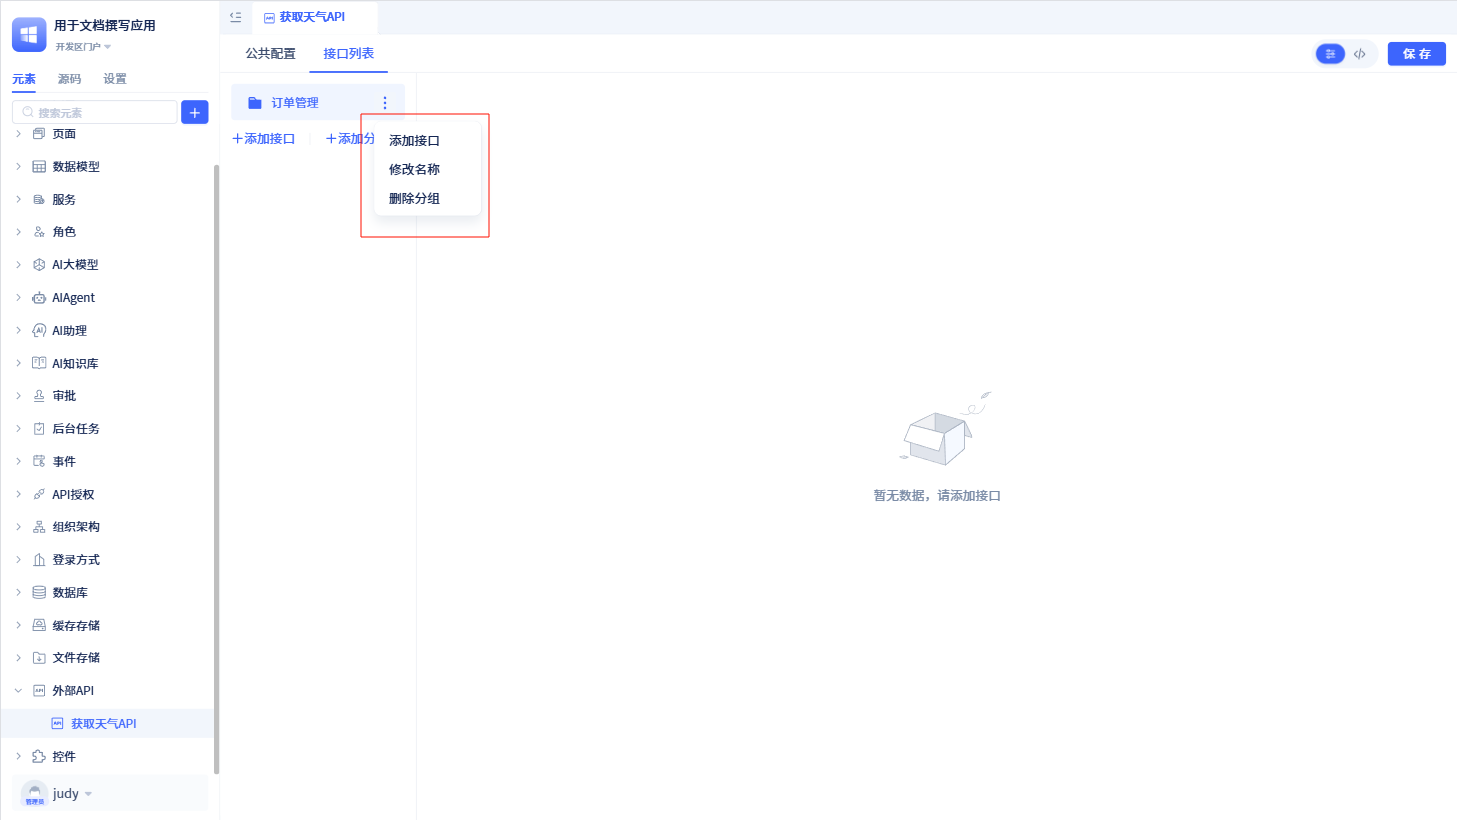 用于文档撰写应用
开发区门户
元素 源码 设置
搜索元素
页面
数据模型
服务
角色
AI大模型
AIAgent
AI助理
AI知识库
审批
后台任务
事件
API授权
组织架构
登录方式
数据库
缓存存储
文件存储
外部API
获取天气API
控件
管理员
judy
获取天气API
公共配置 接口列表
保存
订单管理
添加接口 添加分
添加接口
修改名称
删除分组
暂无数据，请添加接口